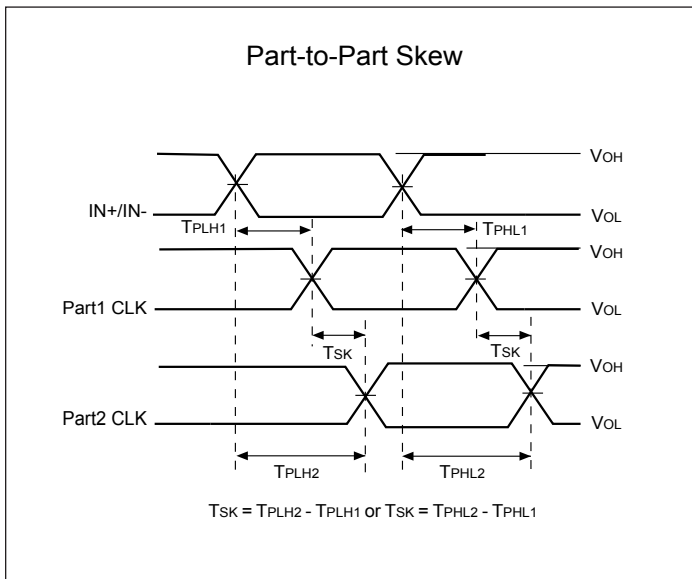 Part-to-Part Skew
VOH
IN+/IN-
VOL
TPLH1
TPHL1
VOH
Part1 CLK
VOL
TSK
TSK
VOH
Part2 CLK
VOL
TPLH2
TPHL2
TSK = TPLH2 - TPLH1 or TSK = TPHL2 - TPHL1